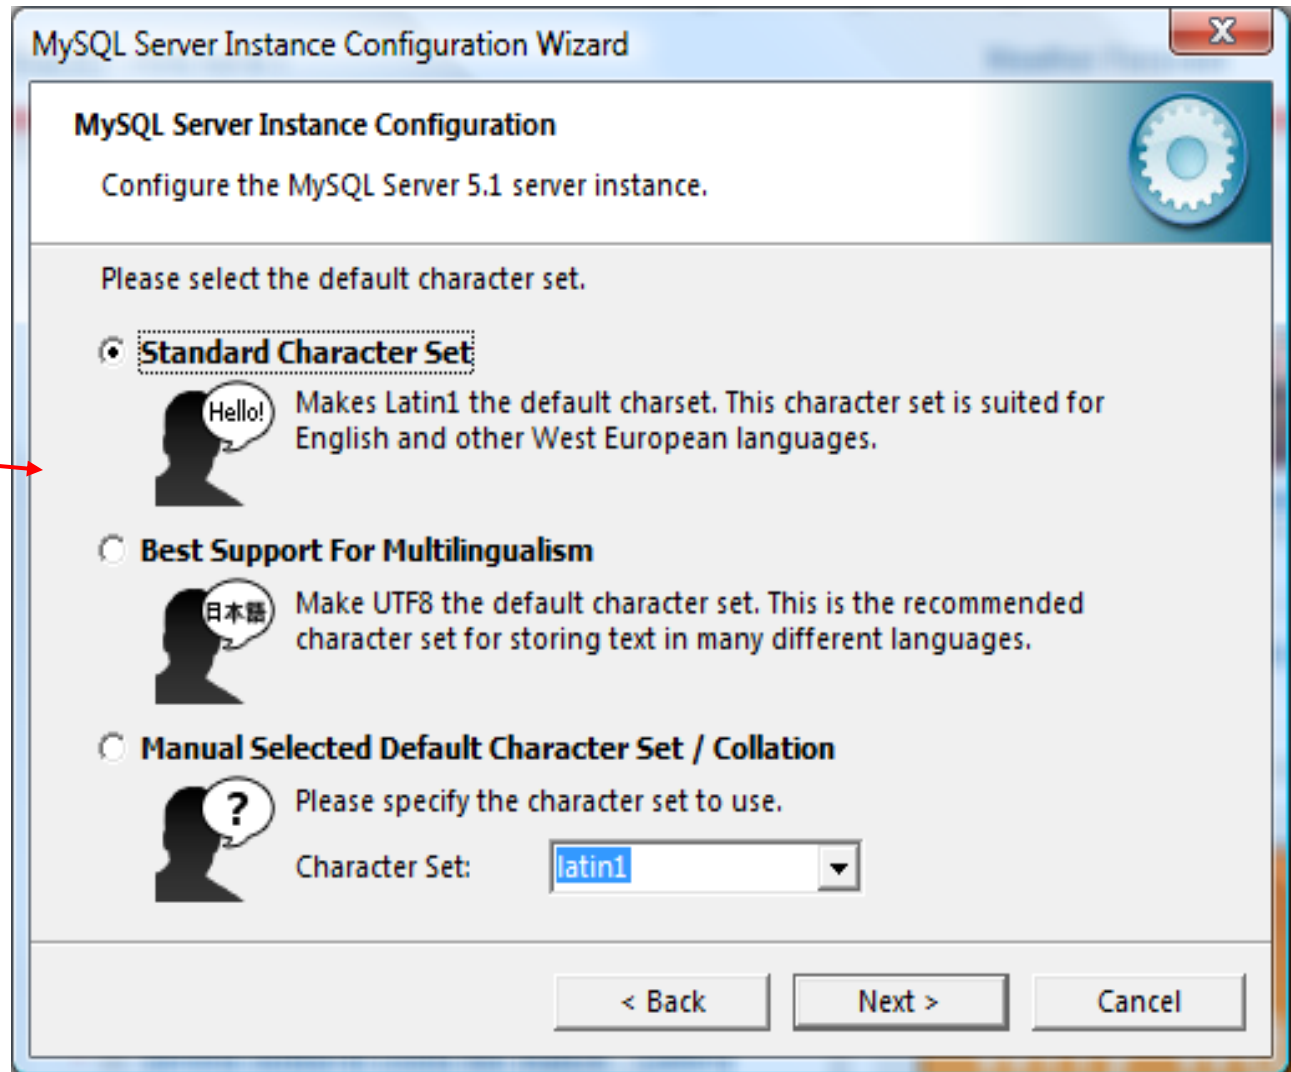 MySQL Server Instance Configuration Wizard
X
MySQL Server Instance Configuration
Configure the MySQL Server 5.1 server instance.
Please select the default character set.
Standard Character Set
Hello!
Makes Latin1 the default charset. This character set is suited for
English and other West European languages.
Best Support For Multilingualism
日本語
Make UTF8 the default character set. This is the recommended
character set for storing text in many different languages.
Manual Selected Default Character Set / Collation
?
Please specify the character set to use.
Character Set: latin1
< Back Next > Cancel